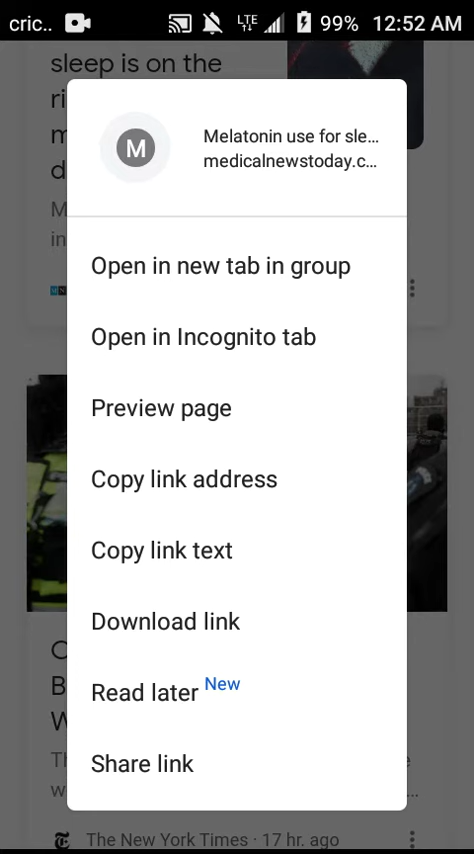 cric.. LTE 99% 12:52 AM
sleep is on the
M
Melatonin use for sle...
medicalnewstoday.c...
Open in new tab in group
Open in Incognito tab
Preview page
Copy link address
Copy link text
Download link
Read later New
Share link
The New York Times · 17 hr. ago